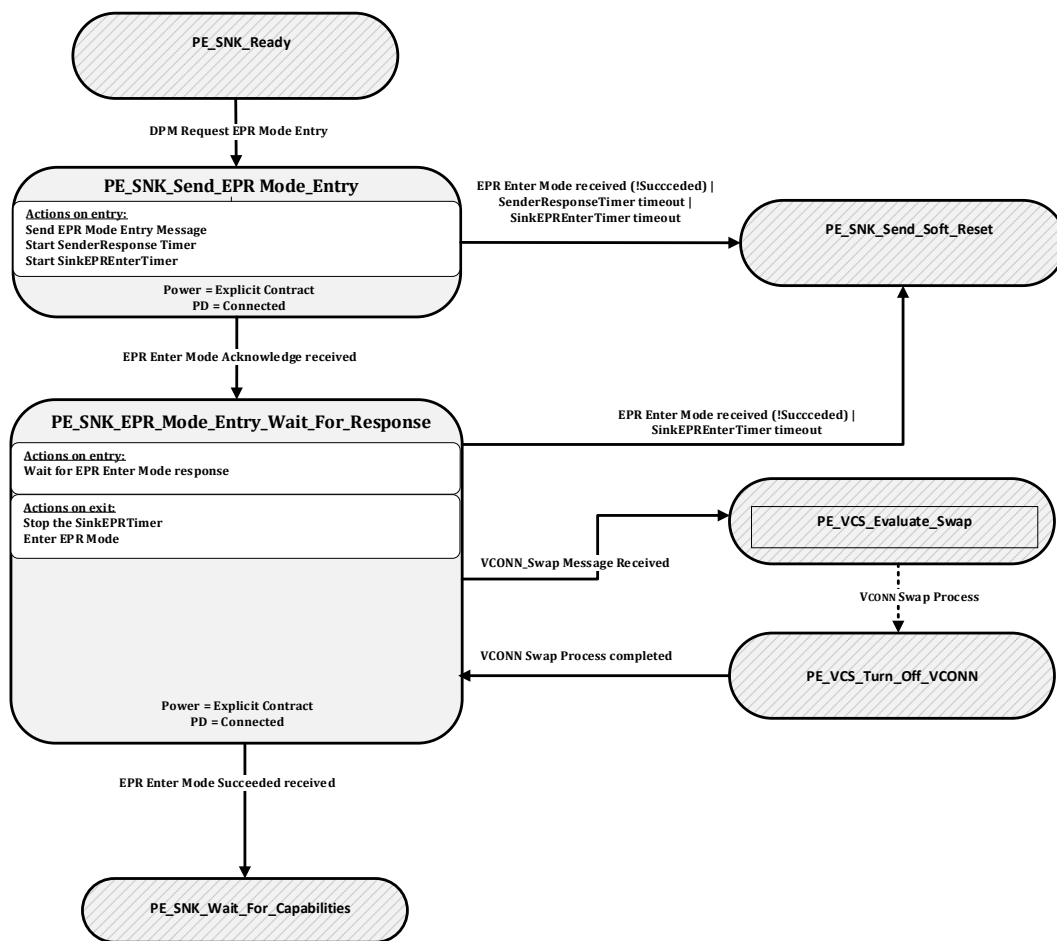 PE_SNK_Ready
DPM Request EPR Mode Entry
PE_SNK_Send_EPR Mode_Entry
Actions on entry:
Send EPR Mode Entry Message
Start SenderResponse Timer
Start SinkEPREnterTimer
Power = Explicit Contract
PD = Connected
EPR Enter Mode received (!Succceded) |
SenderResponseTimer timeout |
SinkEPREnterTimer timeout
PE_SNK_Send_Soft_Reset
EPR Enter Mode Acknowledge received
PE_SNK_EPR_Mode_Entry_Wait_For_Response
Actions on entry:
Wait for EPR Enter Mode response
Actions on exit:
Stop the SinkEPRTimer
Enter EPR Mode
Power = Explicit Contract
PD = Connected
EPR Enter Mode received (!Succceded) |
SinkEPREnterTimer timeout
PE_VCS_Evaluate_Swap
VCONN_Swap Message Received
VCONN Swap Process
VCONN Swap Process completed
PE_VCS_Turn_Off_VCONN
EPR Enter Mode Succeeded received
PE_SNK_Wait_For_Capabilities